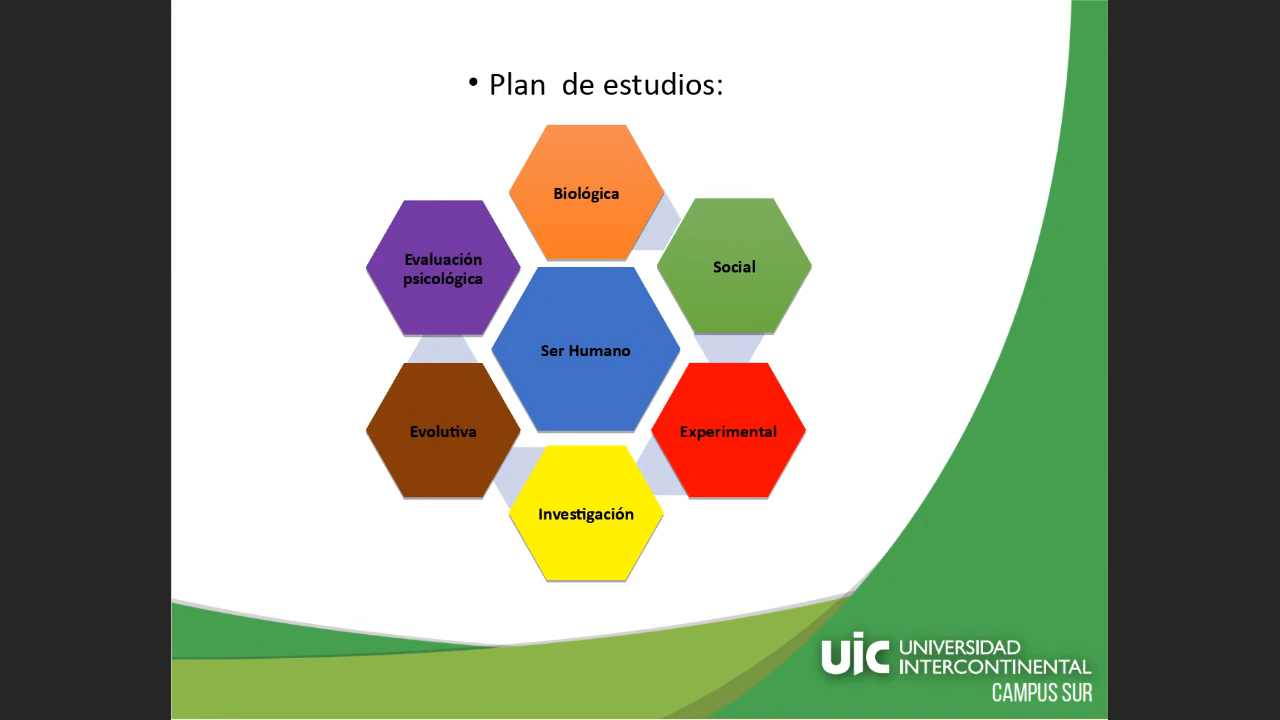 • Plan  de estudios:
Biológica
Social
Evaluación
psicológica
Ser Humano
Experimental
Evolutiva
Investigación
uic UNIVERSIDAD
INTERCONTINENTAL
CAMPUS SUR